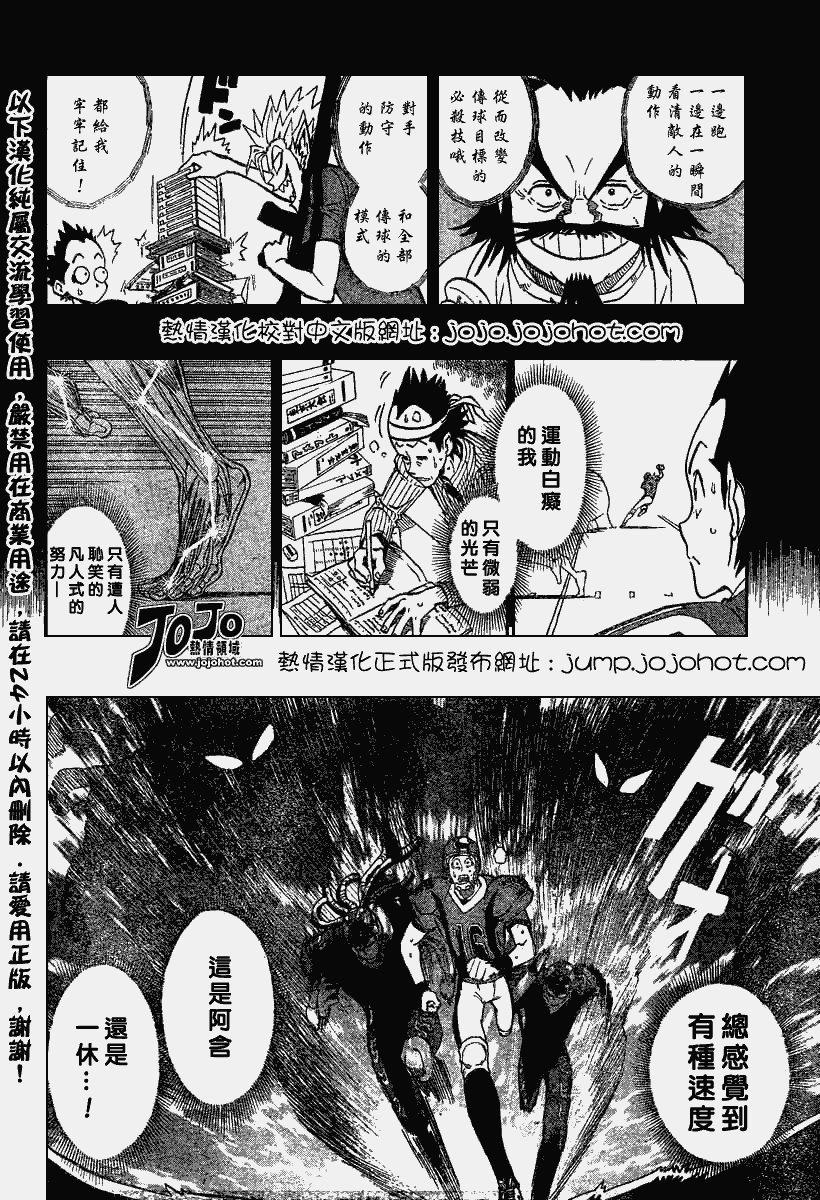 一邊跑
一邊在一瞬間
看清敵人的
動作
從而改變
傳球目標的
必殺技哦
對手
防守
的動作
和全部
傳球的
模式
都給我
牢牢記住！
ドドド
熱情漢化校對中文版網址：jojo.jojohot.com
運動白癡
的我
只有微弱
的光芒
只有遭人
恥笑的
凡人式的
努力—
JOJO
熱情領域
www.jojohot.com
熱情漢化正式版發布網址：jump.jojohot.com
グオ
總感覺到
有種速度
16
這是阿含
還是
一休…！
以下漢化純屬交流學習使用，嚴禁用在商業用途，請在24小時以內刪除．請愛用正版，謝謝！